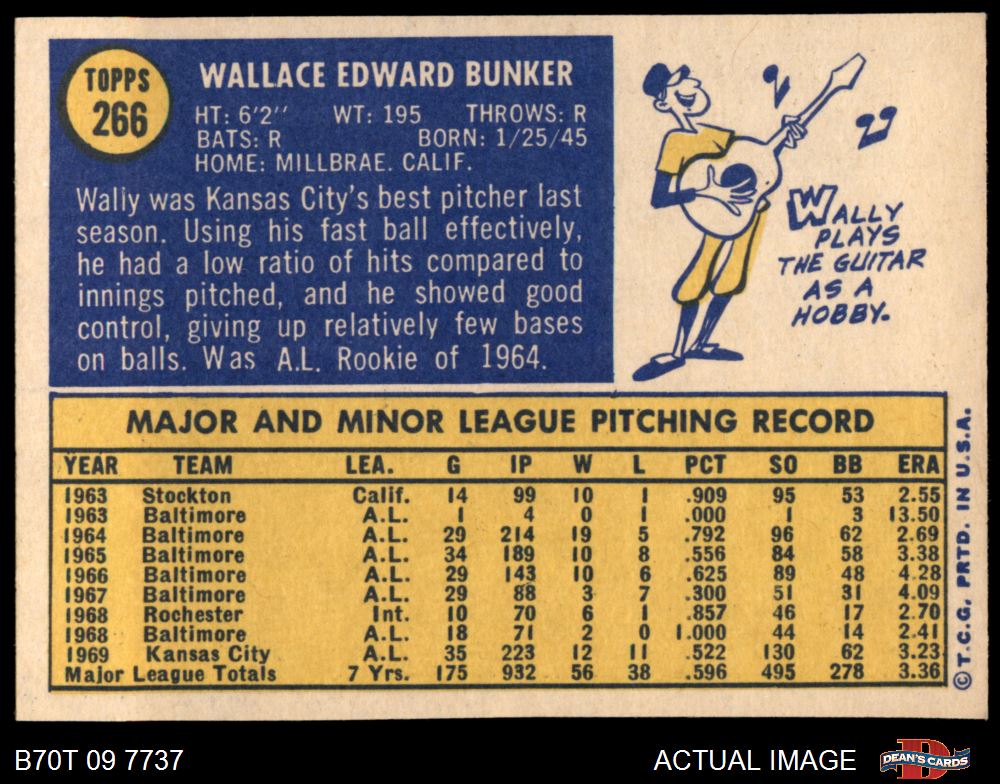 TOPPS
266
WALLACE EDWARD BUNKER
HT: 6'2'' WT: 195 THROWS: R
BATS: R BORN: 1/25/45
HOME: MILLBRAE. CALIF.
Wally was Kansas City's best pitcher last
season. Using his fast ball effectively,
he had a low ratio of hits compared to
innings pitched, and he showed good
control, giving up relatively few bases
on balls. Was A.L. Rookie of 1964.
WALLY
PLAYS
THE GUITAR
AS A
HOBBY.
MAJOR AND MINOR LEAGUE PITCHING RECORD
YEAR TEAM LEA. G IP W L PCT SO BB ERA
1963 Stockton Calif. 14 99 10 1 .909 95 53 2.55
1963 Baltimore A.L. 1 4 0 1 .000 1 3 13.50
1964 Baltimore A.L. 29 214 19 5 .792 96 62 2.69
1965 Baltimore A.L. 34 189 10 8 .556 84 58 3.38
1966 Baltimore A.L. 29 143 10 6 .625 89 48 4.28
1967 Baltimore A.L. 29 88 3 7 .300 51 31 4.09
1968 Rochester Int. 10 70 6 1 .857 46 17 2.70
1968 Baltimore A.L. 18 71 2 0 1.000 44 14 2.41
1969 Kansas City A.L. 35 223 12 11 .522 130 62 3.23
Major League Totals 7 Yrs. 175 932 56 38 .596 495 278 3.36
© T.C.G. PRTD. IN U.S.A.
B70T 09 7737 ACTUAL IMAGE
DEAN'S CARDS